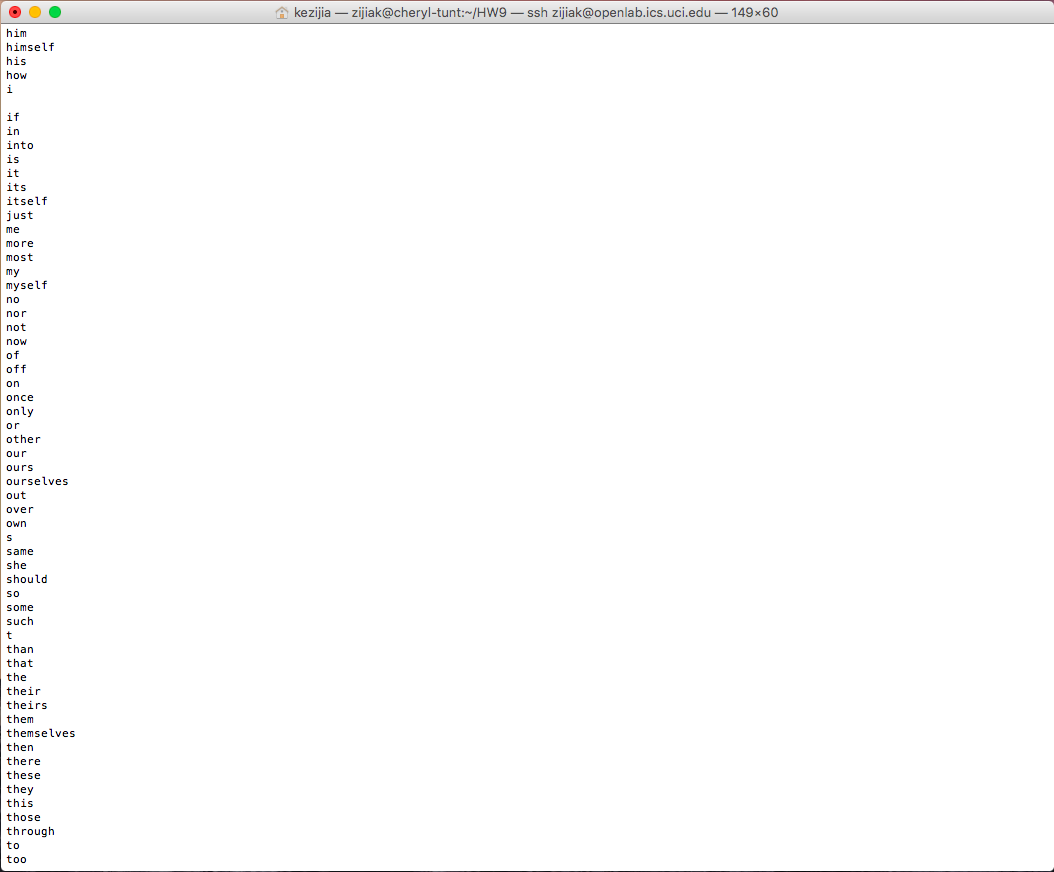 kezijia — zijiak@cheryl-tunt:~/HW9 — ssh zijiak@openlab.ics.uci.edu — 149×60
him
himself
his
how
i
if
in
into
is
it
its
itself
just
me
more
most
my
myself
no
nor
not
now
of
off
on
once
only
or
other
our
ours
ourselves
out
over
own
s
same
she
should
so
some
such
t
than
that
the
their
theirs
them
themselves
then
there
these
they
this
those
through
to
too